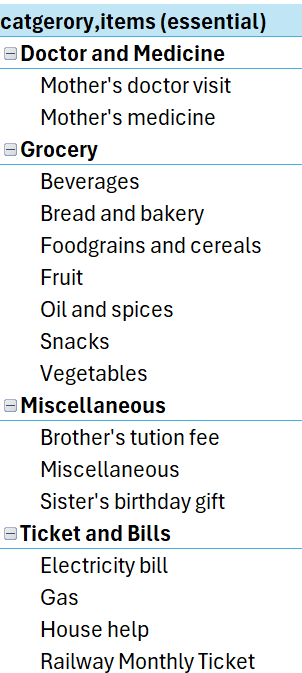 catgerory,items (essential)
Doctor and Medicine
Mother's doctor visit
Mother's medicine
Grocery
Beverages
Bread and bakery
Foodgrains and cereals
Fruit
Oil and spices
Snacks
Vegetables
Miscellaneous
Brother's tution fee
Miscellaneous
Sister's birthday gift
Ticket and Bills
Electricity bill
Gas
House help
Railway Monthly Ticket